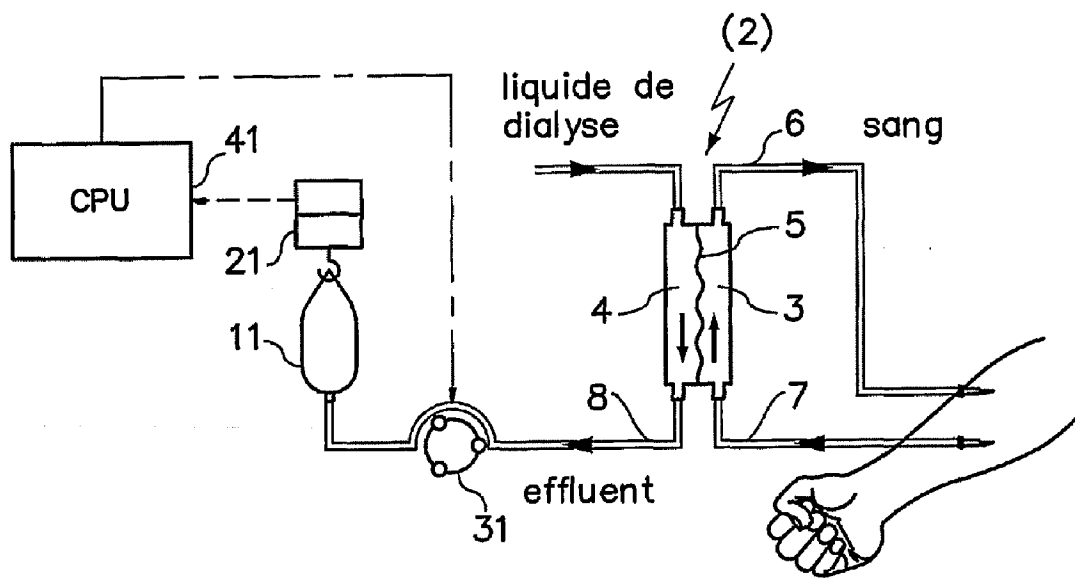 (2)
liquide de
dialyse
6
sang
41
CPU
21
5
4
3
11
8
7
effluent
31